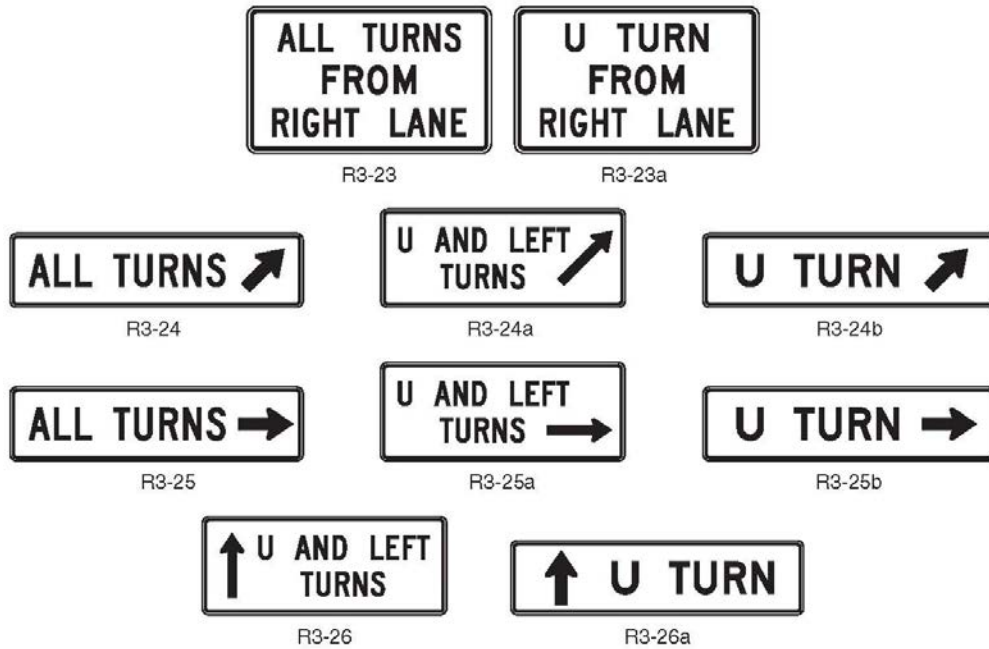 ALL TURNS
FROM
RIGHT LANE
R3-23
U TURN
FROM
RIGHT LANE
R3-23a
ALL TURNS
R3-24
U AND LEFT
TURNS
R3-24a
U TURN
R3-24b
ALL TURNS
R3-25
U AND LEFT
TURNS
R3-25a
U TURN
R3-25b
U AND LEFT
TURNS
R3-26
U TURN
R3-26a